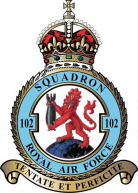 SQUADRON
102 102
ROYAL AIR FORCE
TENTATE ET PERFICITE